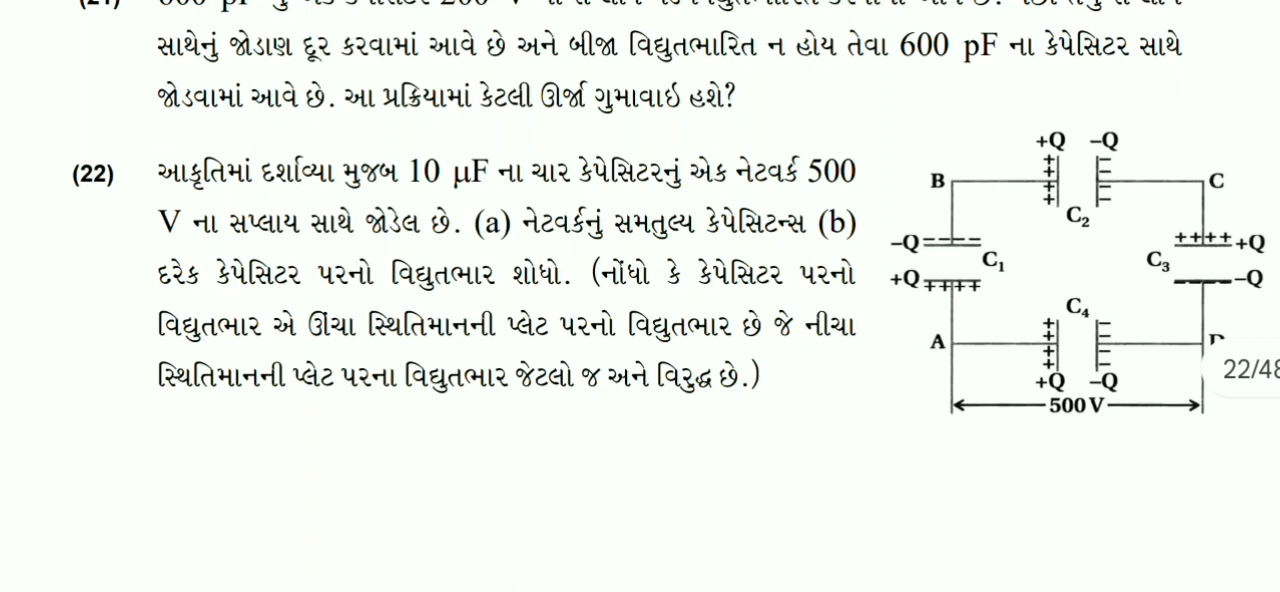 સાથેનું જોડાણ દૂર કરવામાં આવે છે અને બીજા વિદ્યુતભારિત ન હોય તેવા 600 pF ના કેપેસિટર સાથે
જોડવામાં આવે છે. આ પ્રક્રિયામાં કેટલી ઊર્જા ગુમાવાઇ હશે?
(22) આકૃતિમાં દર્શાવ્યા મુજબ 10 μF ના ચાર કેપેસિટરનું એક નેટવર્ક 500
V ના સપ્લાય સાથે જોડેલ છે. (a) નેટવર્કનું સમતુલ્ય કેપેસિટન્સ (b)
દરેક કેપેસિટર પરનો વિદ્યુતભાર શોધો. (નોંધો કે કેપેસિટર પરનો
વિદ્યુતભાર એ ઊંચા સ્થિતિમાનની પ્લેટ પરનો વિદ્યુતભાર છે જે નીચા
સ્થિતિમાનની પ્લેટ પરના વિદ્યુતભાર જેટલો જ અને વિરુદ્ધ છે.)
+Q –Q
B C
C₂
–Q +Q
C₁ C₃
+Q –Q
C₄
A
+Q –Q
500 V
22/48